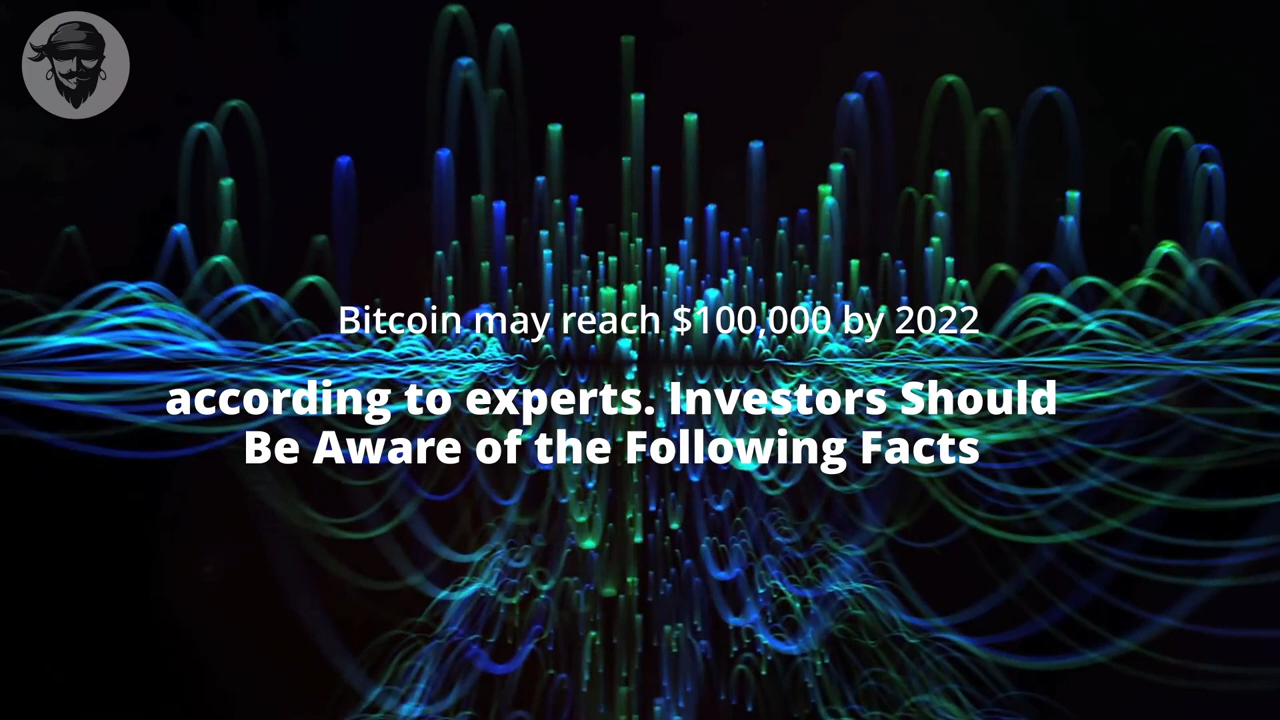 Bitcoin may reach $100,000 by 2022
according to experts. Investors Should
Be Aware of the Following Facts